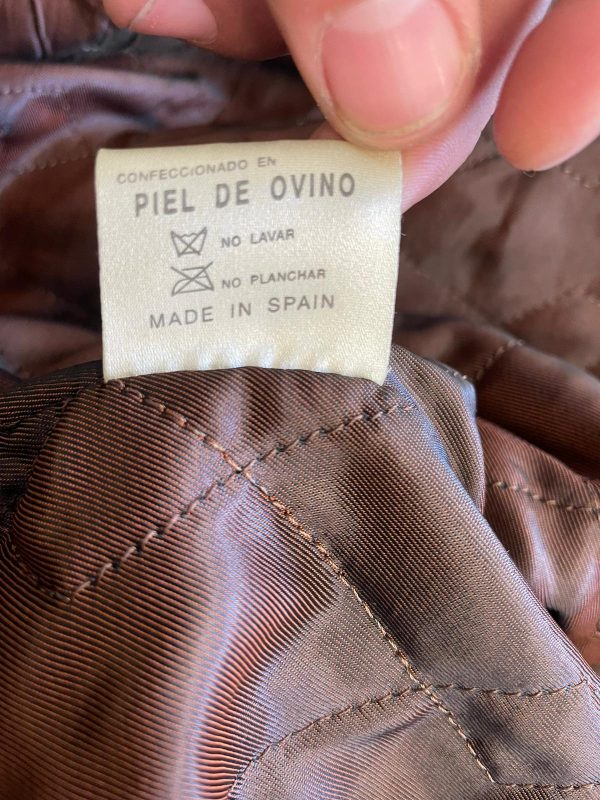 CONFECCIONADO EN
PIEL DE OVINO
NO LAVAR
NO PLANCHAR
MADE IN SPAIN